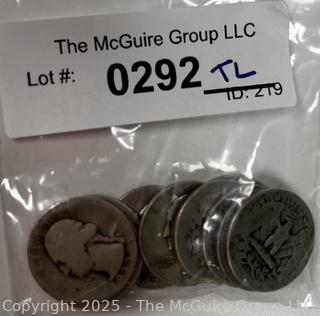 The McGuire Group LLC
Lot #: 0292 TL
ID: 219
Copyright 2025 - The McGuire Group LLC